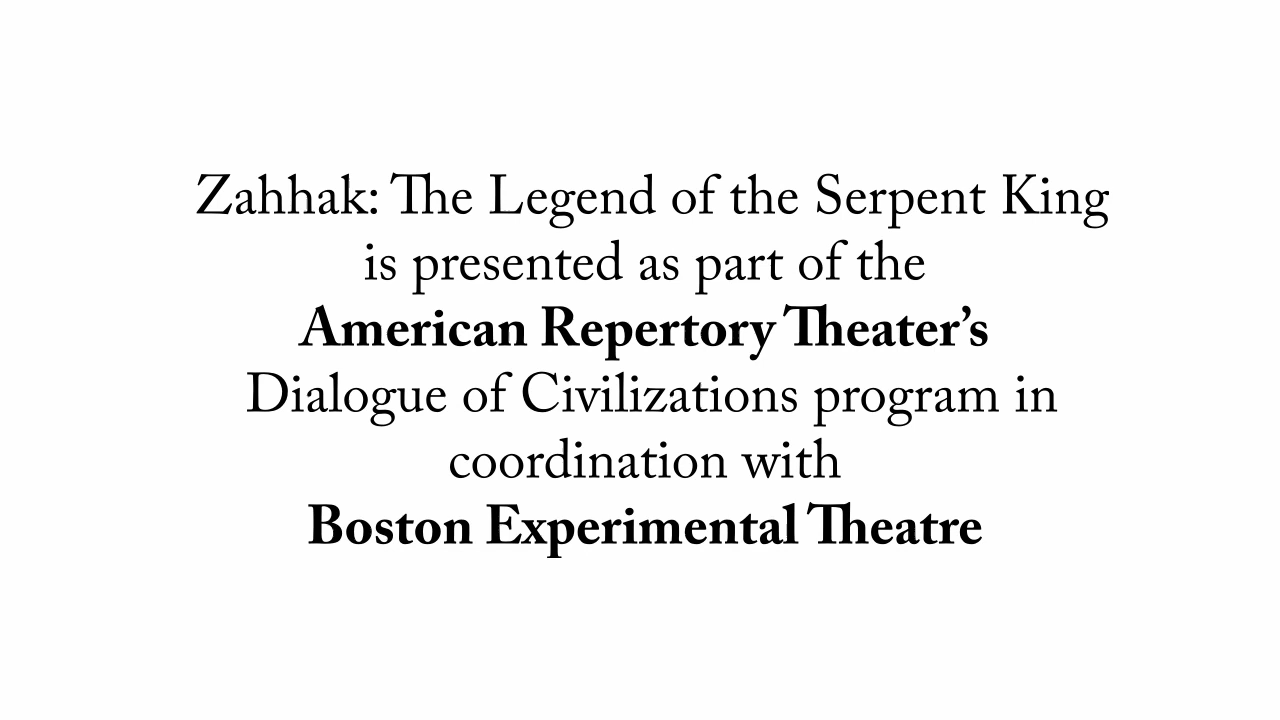 Zahhak: The Legend of the Serpent King
is presented as part of the
American Repertory Theater’s
Dialogue of Civilizations program in
coordination with
Boston Experimental Theatre